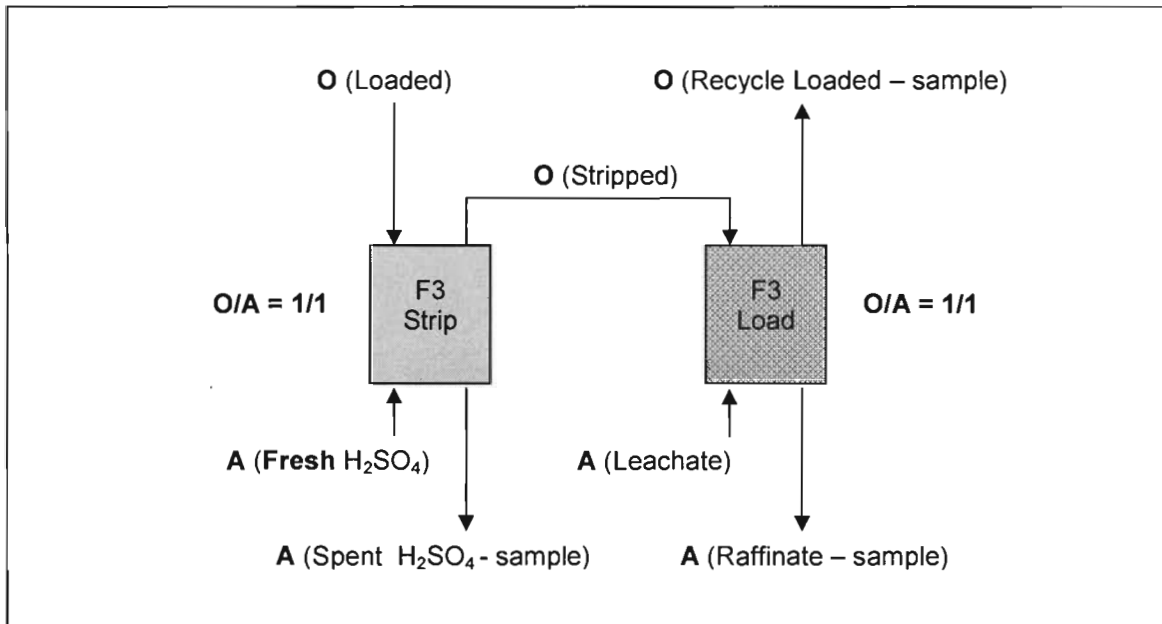 O (Loaded)
O (Recycle Loaded – sample)
O (Stripped)
O/A = 1/1
F3
Strip
F3
Load
O/A = 1/1
A (Fresh H₂SO₄)
A (Leachate)
A (Spent H₂SO₄ - sample)
A (Raffinate – sample)